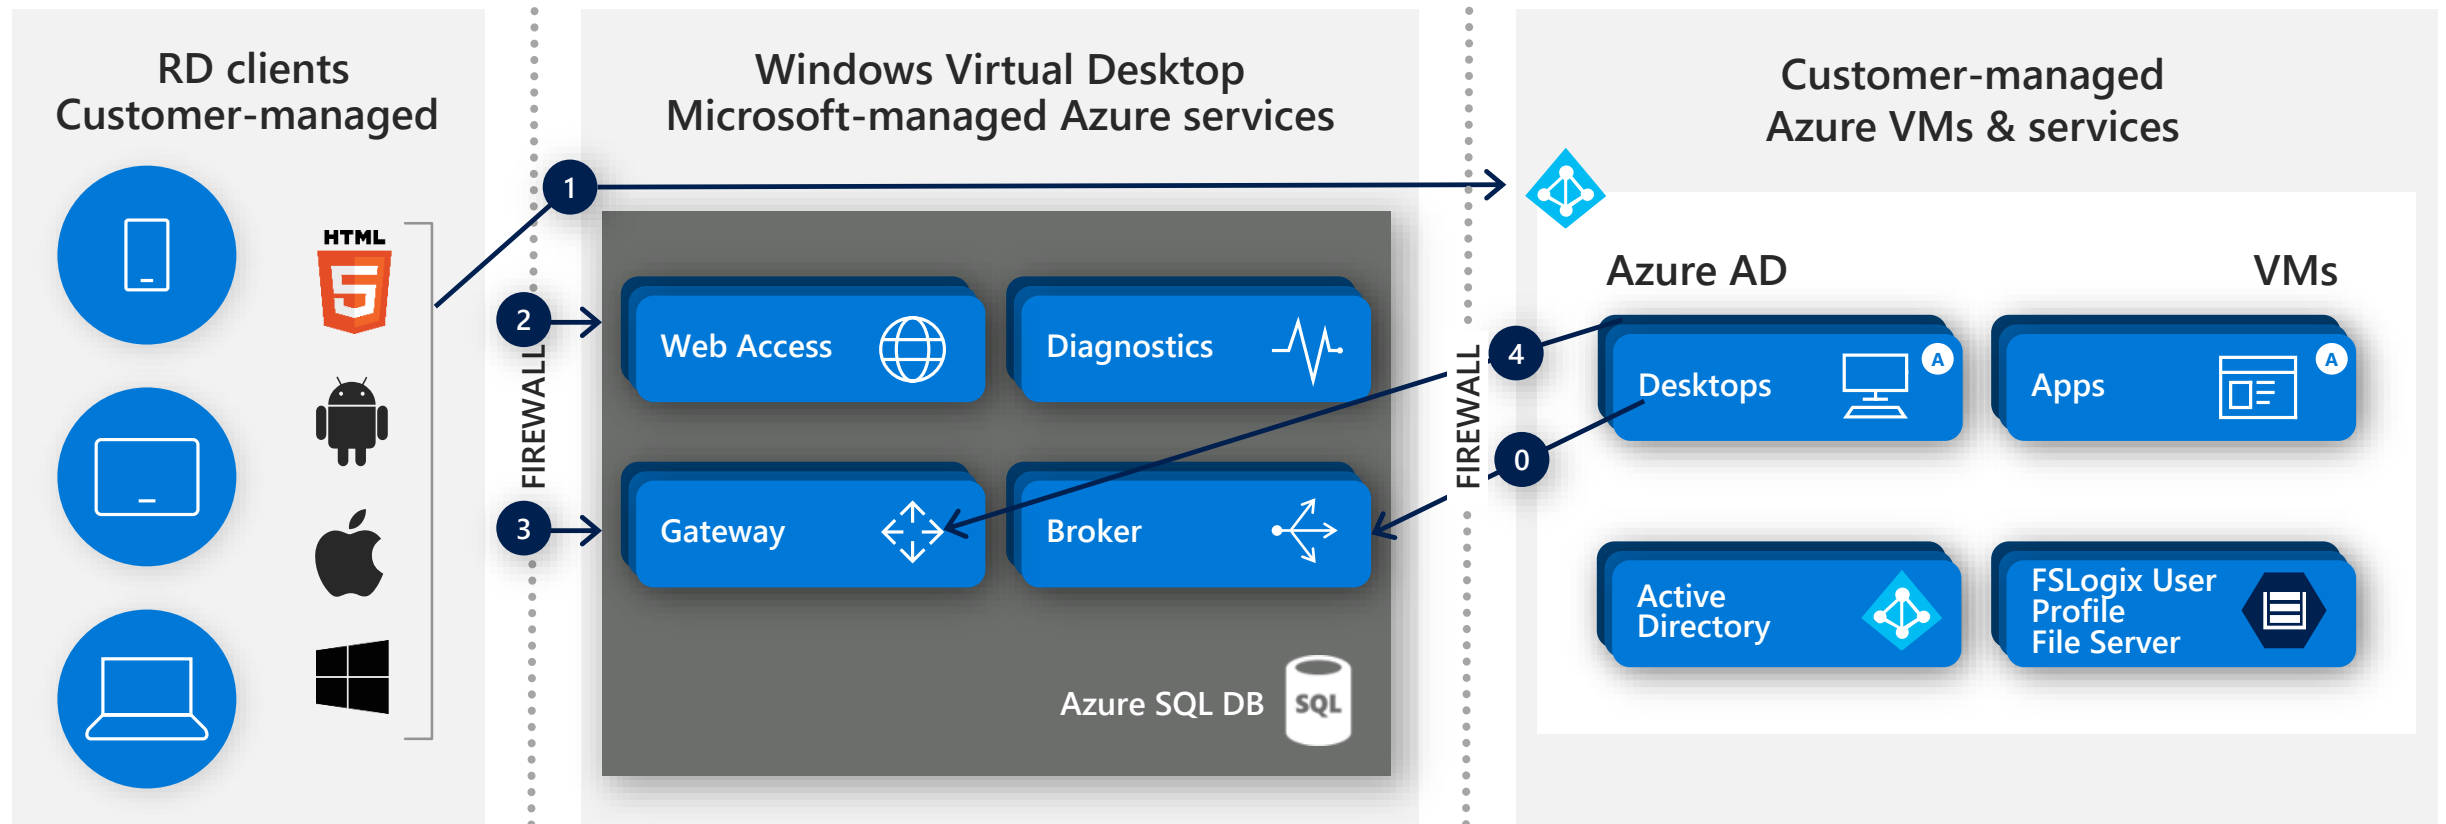 RD clients
Customer-managed
HTML
5
Windows Virtual Desktop
Microsoft-managed Azure services
1
2
FIREWALL
3
Web Access
Diagnostics
Gateway
Broker
Azure SQL DB
SQL
FIREWALL
4
0
Customer-managed
Azure VMs & services
Azure AD
VMs
Desktops
A
Apps
A
Active
Directory
FSLogix User
Profile
File Server